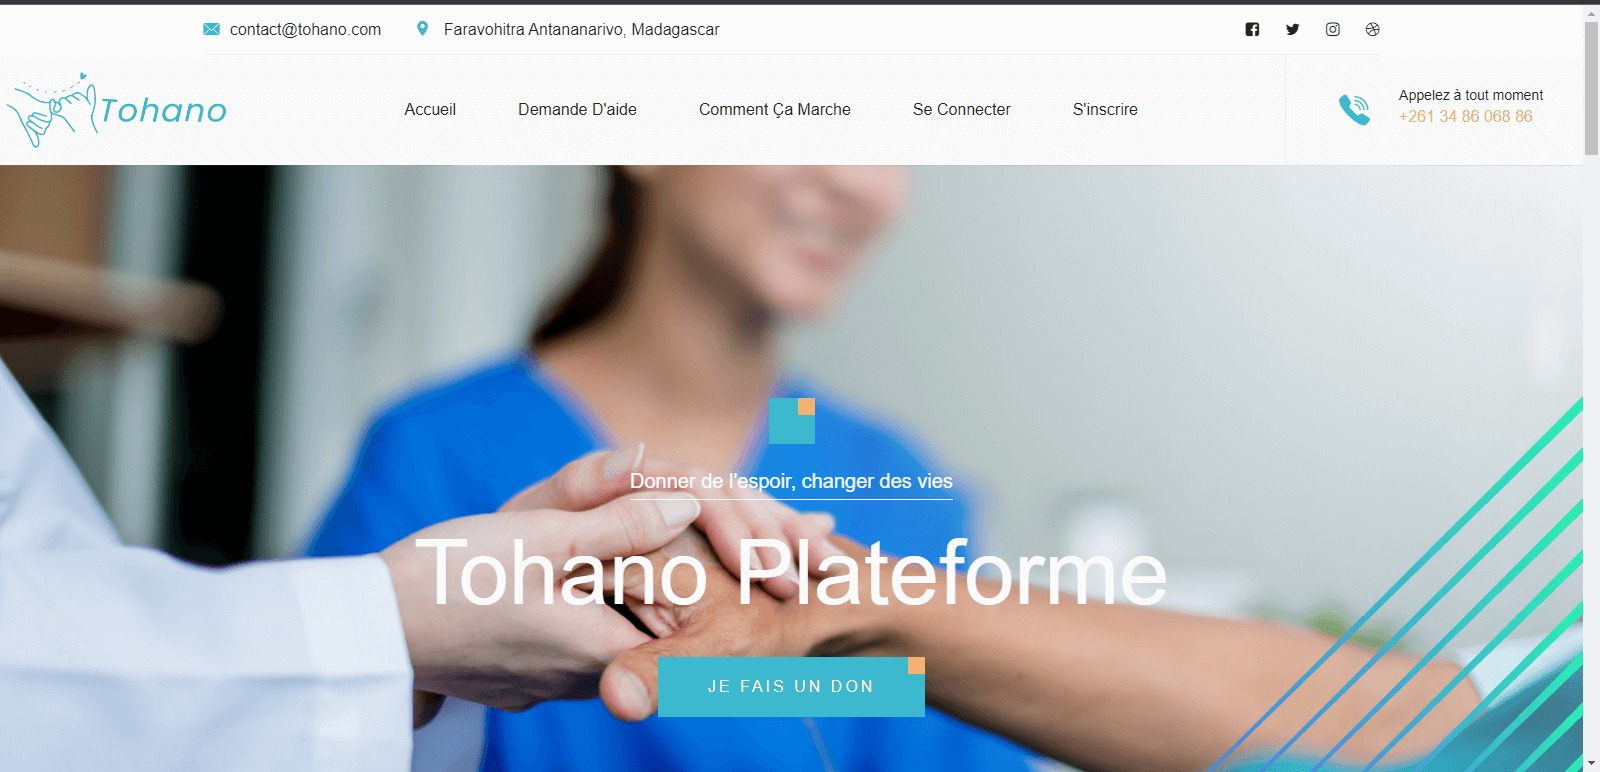 contact@tohano.com
Faravohitra Antananarivo, Madagascar
Tohano
Accueil
Demande D'aide
Comment Ça Marche
Se Connecter
S'inscrire
Appelez à tout moment
+261 34 86 068 86
Donner de l'espoir, changer des vies
Tohano Plateforme
JE FAIS UN DON